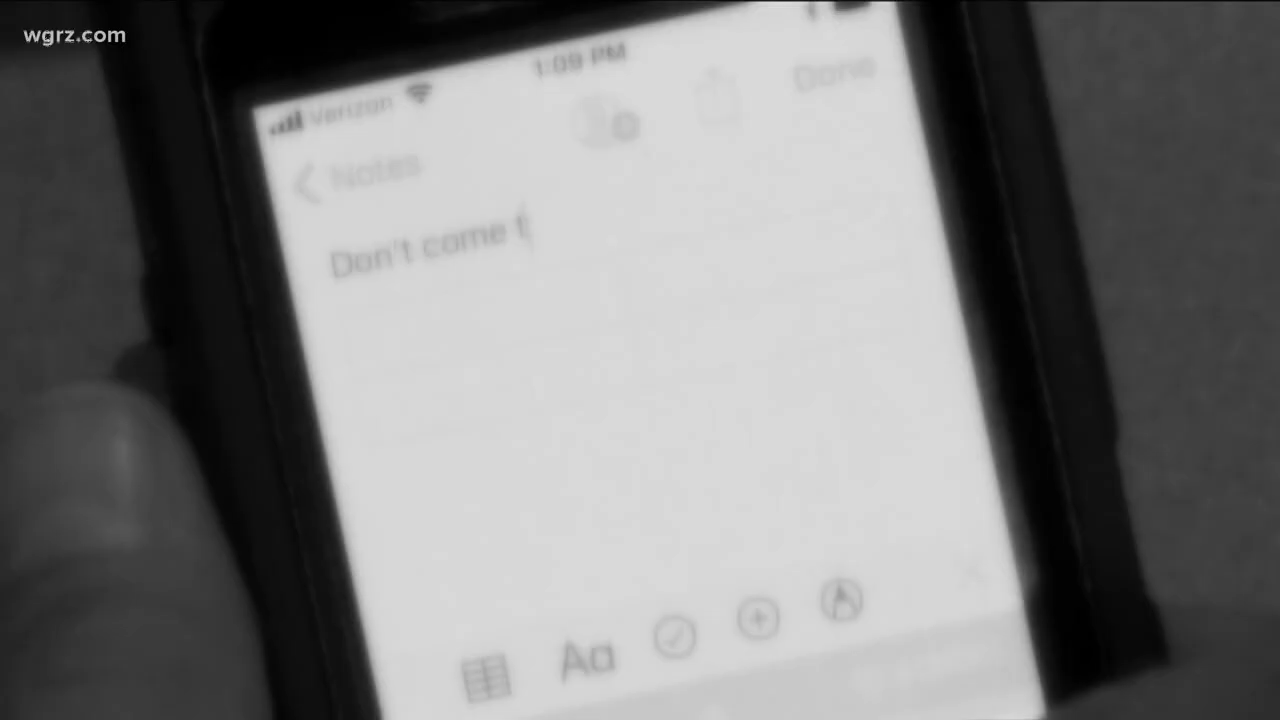 wgrz.com
1:09 PM
Verizon
Done
Notes
Don't come t
Aa